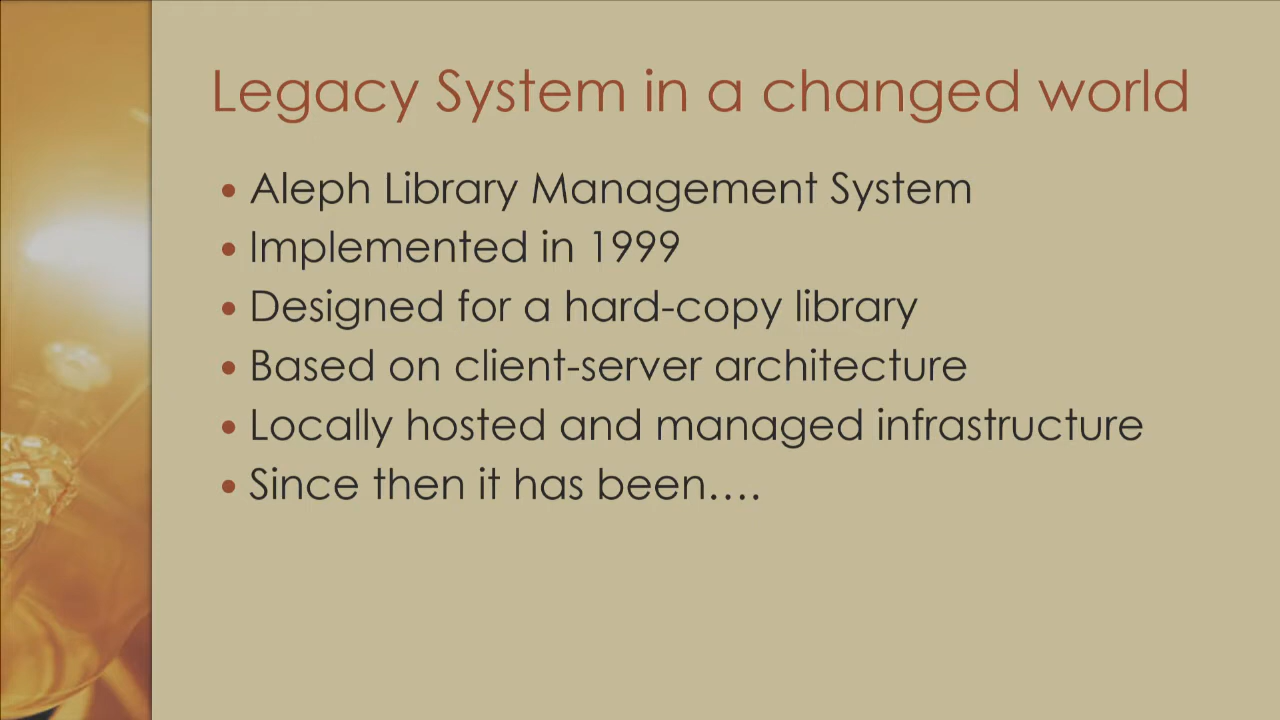 Legacy System in a changed world
• Aleph Library Management System
• Implemented in 1999
• Designed for a hard-copy library
• Based on client-server architecture
• Locally hosted and managed infrastructure
• Since then it has been....